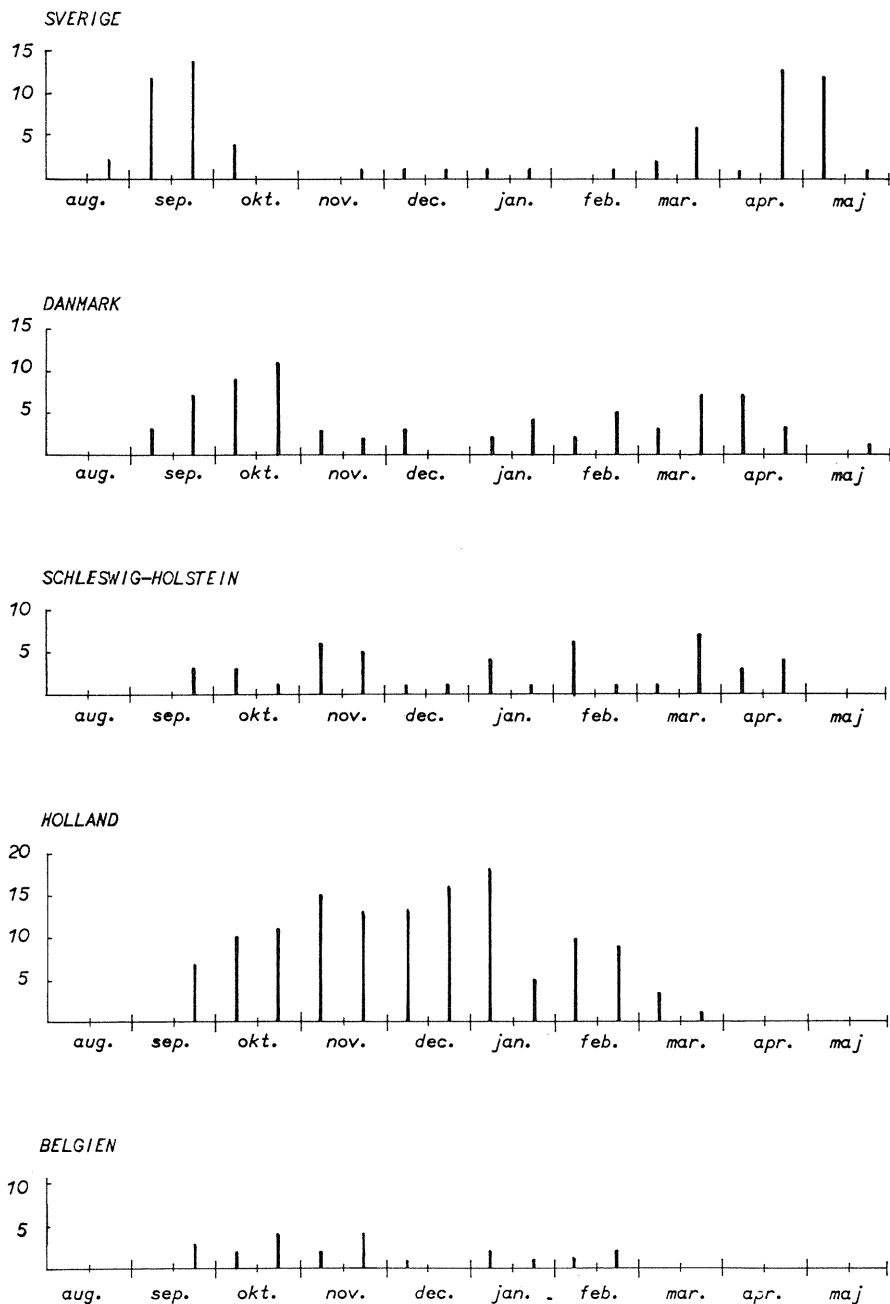 SVERIGE
15
10
5
aug. sep. okt. nov. dec. jan. feb. mar. apr. maj
DANMARK
15
10
5
aug. sep. okt. nov. dec. jan. feb. mar. apr. maj
SCHLESWIG-HOLSTEIN
10
5
aug. sep. okt. nov. dec. jan. feb. mar. apr. maj
HOLLAND
20
15
10
5
aug. sep. okt. nov. dec. jan. feb. mar. apr. maj
BELGIEN
10
5
aug. sep. okt. nov. dec. jan. feb. mar. apr. maj